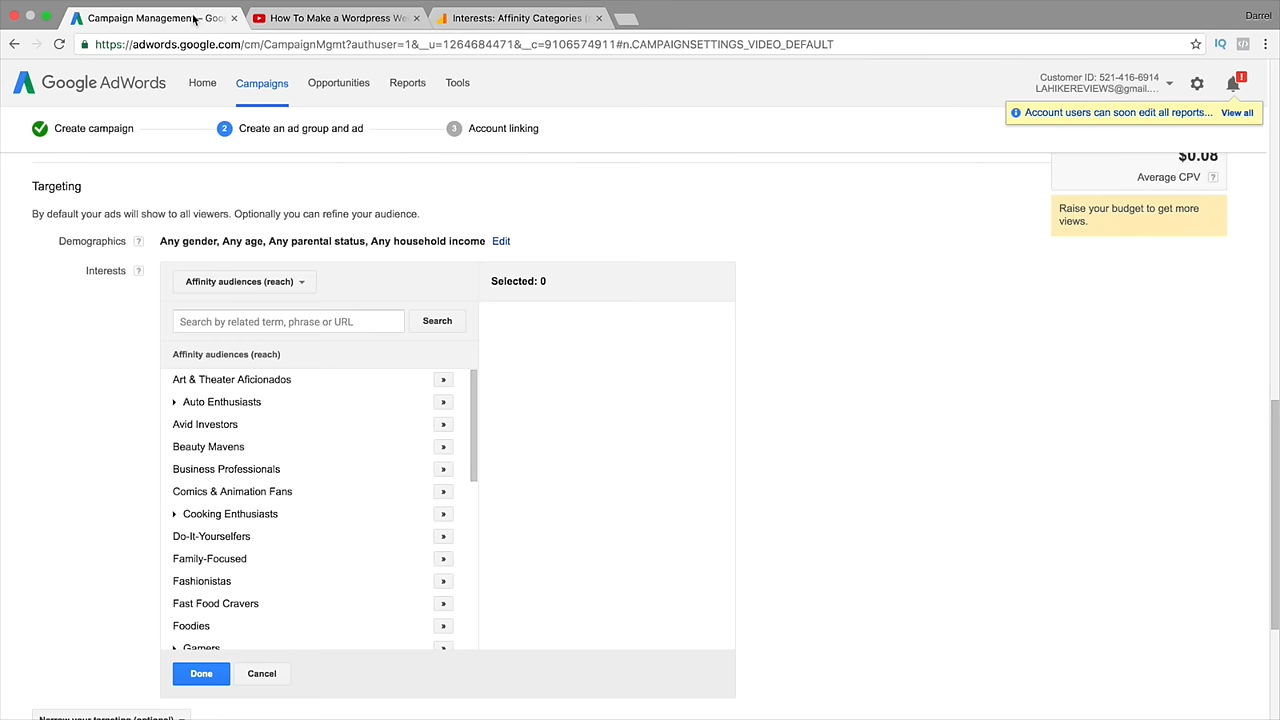 Campaign Management – Goo
How To Make a Wordpress We
Interests: Affinity Categories (
Darrel
https://adwords.google.com/cm/CampaignMgmt?authuser=1&__u=1264684471&__c=9106574911#n.CAMPAIGNSETTINGS_VIDEO_DEFAULT
IQ
Google AdWords
Home
Campaigns
Opportunities
Reports
Tools
Customer ID: 521-416-6914
LAHIKEREVIEWS@gmail....
!
Account users can soon edit all reports... View all
Create campaign
2 Create an ad group and ad
3 Account linking
$0.08
Average CPV ?
Raise your budget to get more
views.
Targeting
By default your ads will show to all viewers. Optionally you can refine your audience.
Demographics ? Any gender, Any age, Any parental status, Any household income Edit
Interests ?
Affinity audiences (reach)
Selected: 0
Search by related term, phrase or URL
Search
Affinity audiences (reach)
Art & Theater Aficionados »
Auto Enthusiasts »
Avid Investors »
Beauty Mavens »
Business Professionals »
Comics & Animation Fans »
Cooking Enthusiasts »
Do-It-Yourselfers »
Family-Focused »
Fashionistas »
Fast Food Cravers »
Foodies »
Gamers »
Done
Cancel
Narrow your targeting (optional)